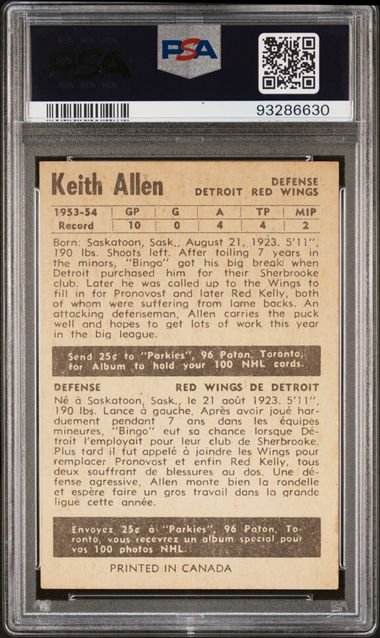 PSA
PSA
93286630
Keith Allen
DEFENSE
DETROIT RED WINGS
1953-54 GP G A TP MIP
Record 10 0 4 4 2
Born: Saskatoon, Sask., August 21, 1923. 5'11",
190 lbs. Shoots left. After toiling 7 years in
the minors, "Bingo" got his big break when
Detroit purchased him for their Sherbrooke
club. Later he was called up to the Wings to
fill in for Pronovost and later Red Kelly, both
of whom were suffering from lame backs. An
attacking defenseman, Allen carries the puck
well and hopes to get lots of work this year
in the big league.
Send 25¢ to "Parkies", 96 Paton, Toronto,
for Album to hold your 100 NHL cards.
DEFENSE RED WINGS DE DETROIT
Né à Saskatoon, Sask., le 21 août 1923. 5'11",
190 lbs. Lance à gauche. Après avoir joué har-
duement pendant 7 ans dans les équipes
mineures, "Bingo" eut sa chance lorsque Dé-
troit l'employait pour leur club de Sherbrooke.
Plus tard il fut appelé à joindre les Wings pour
remplacer Pronovost et enfin Red Kelly, tous
deux souffrant de blessures au dos. Une dé-
fense agressive, Allen monte bien la rondelle
et espère faire un gros travail dans la grande
ligue cette année.
Envoyez 25¢ à "Parkies", 96 Paton, To-
ronto, vous recevrez un album special pour
vos 100 photos NHL.
PRINTED IN CANADA